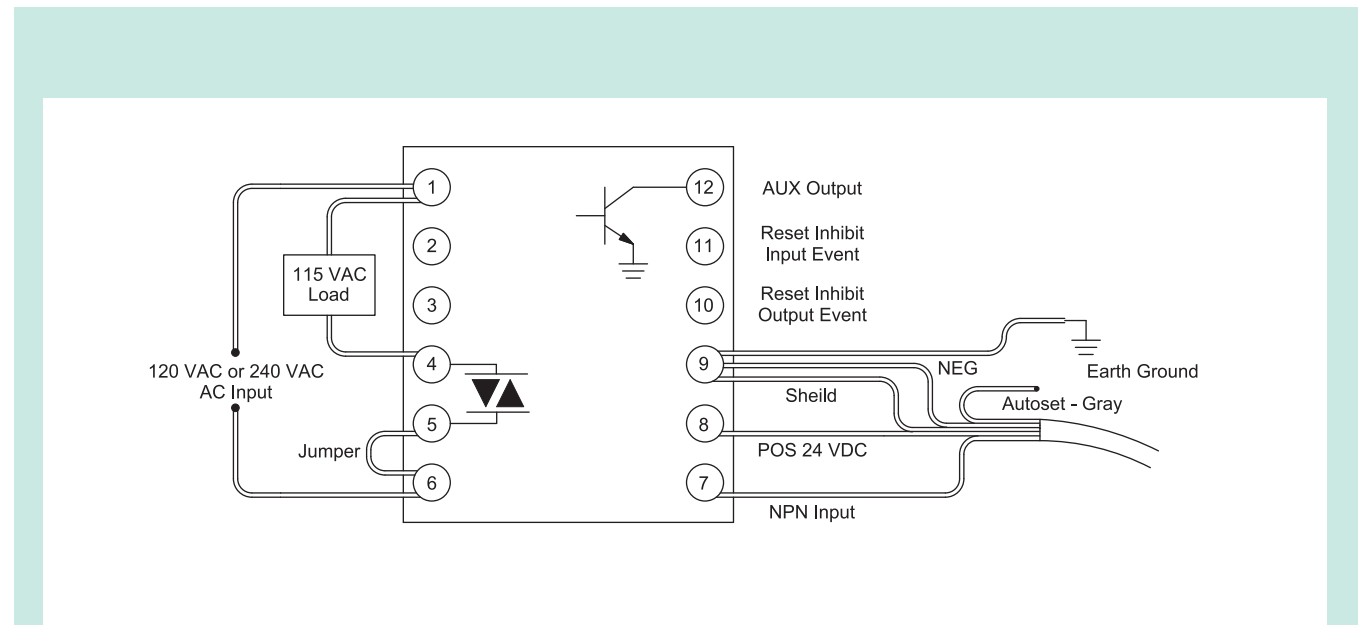 1
2
3
4
5
6
12
11
10
9
8
7
115 VAC
Load
120 VAC or 240 VAC
AC Input
Jumper
AUX Output
Reset Inhibit
Input Event
Reset Inhibit
Output Event
NEG
Earth Ground
Sheild
Autoset - Gray
POS 24 VDC
NPN Input